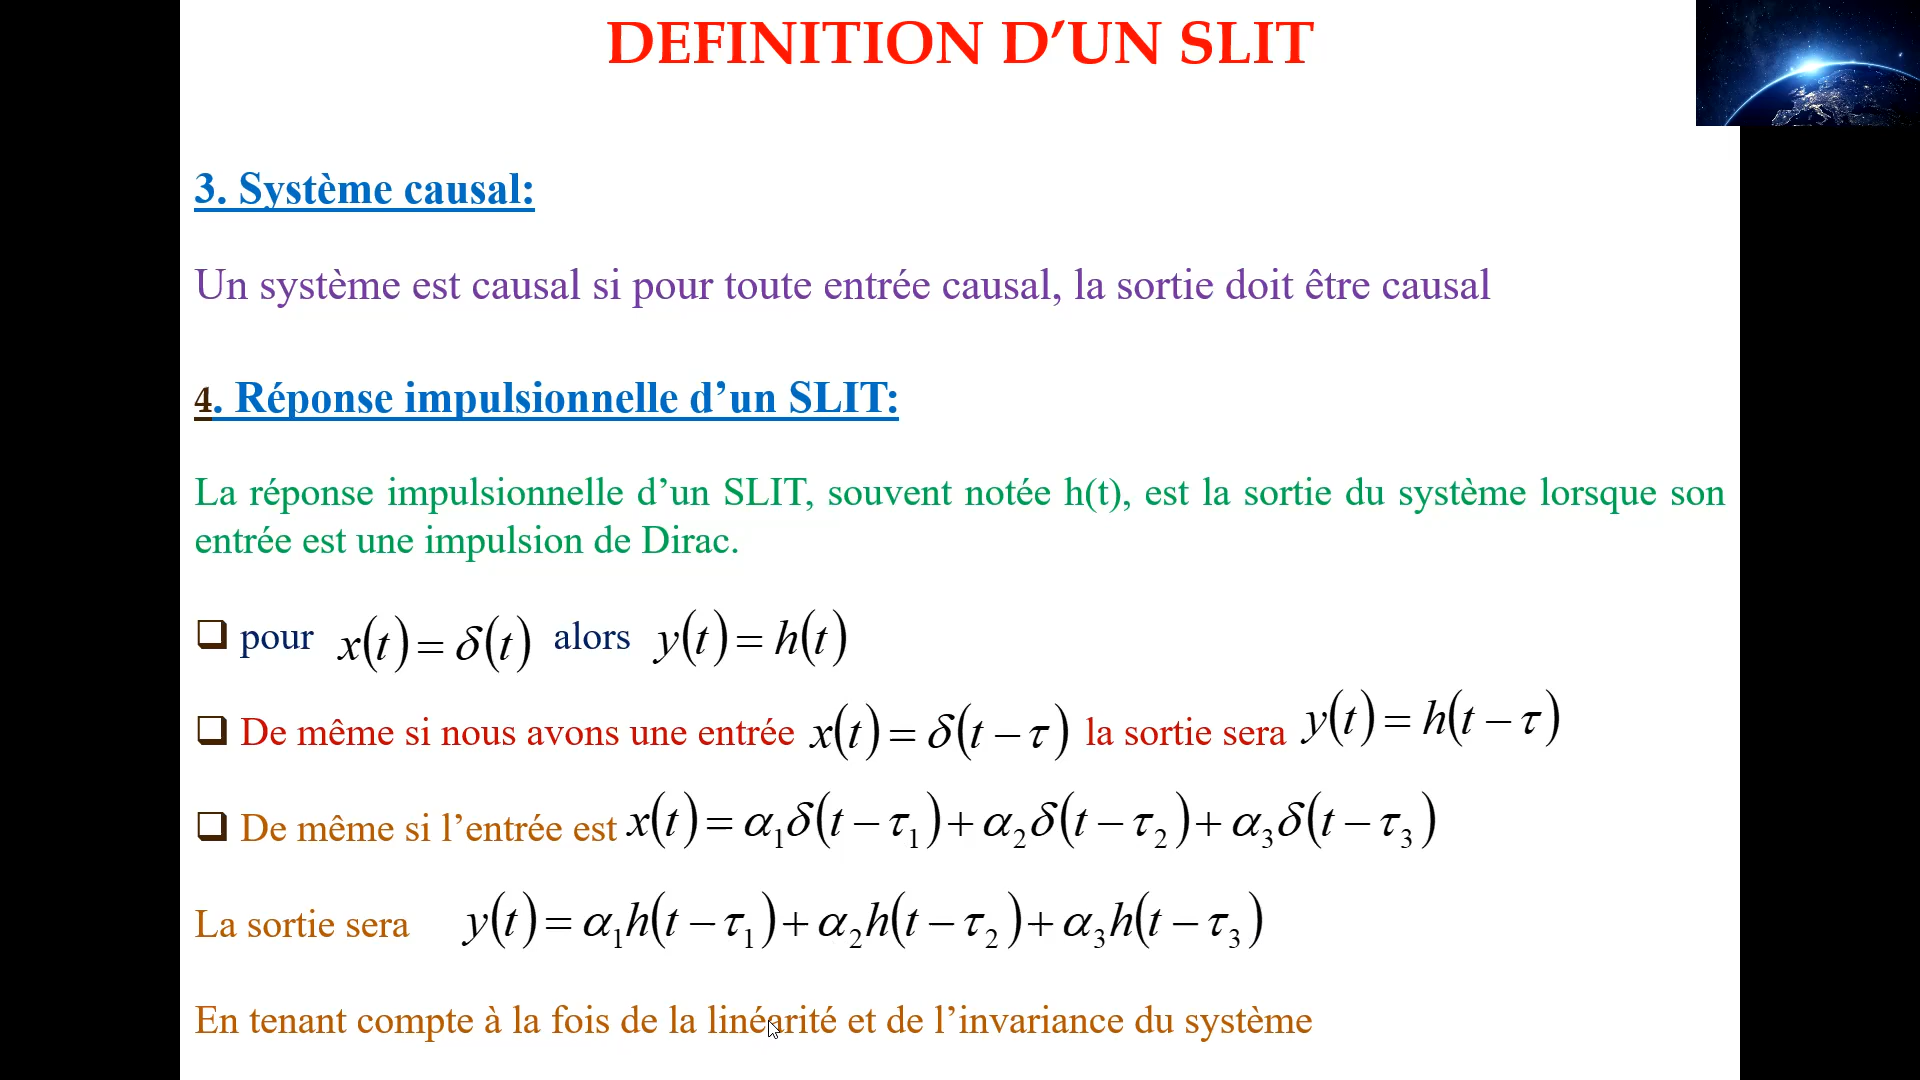 DEFINITION D’UN SLIT
3. Système causal:
Un système est causal si pour toute entrée causal, la sortie doit être causal
4. Réponse impulsionnelle d’un SLIT:
La réponse impulsionnelle d’un SLIT, souvent notée h(t), est la sortie du système lorsque son
entrée est une impulsion de Dirac.
❑ pour x(t) = δ(t) alors y(t) = h(t)
❑ De même si nous avons une entrée x(t) = δ(t − τ) la sortie sera y(t) = h(t − τ)
❑ De même si l’entrée est x(t) = α₁δ(t − τ₁) + α₂δ(t − τ₂) + α₃δ(t − τ₃)
La sortie sera y(t) = α₁h(t − τ₁) + α₂h(t − τ₂) + α₃h(t − τ₃)
En tenant compte à la fois de la linéarité et de l’invariance du système